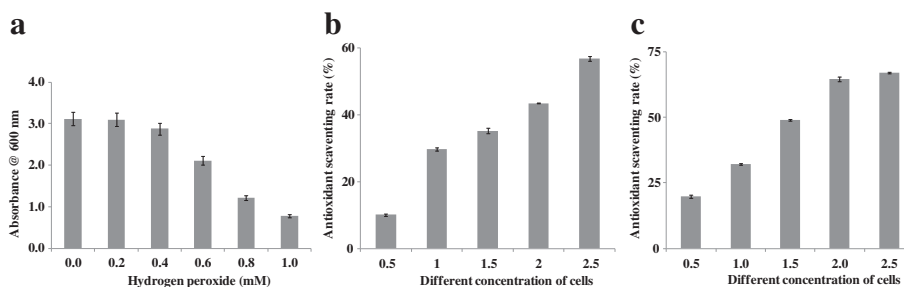 a
Absorbance @ 600 nm
4.0
3.0
2.0
1.0
0.0
0.0 0.2 0.4 0.6 0.8 1.0
Hydrogen peroxide (mM)
b
Antioxidant scaventing rate (%)
60
40
20
0
0.5 1 1.5 2 2.5
Different concentration of cells
c
Antioxidant scaventing rate (%)
75
50
25
0
0.5 1.0 1.5 2.0 2.5
Different concentration of cells